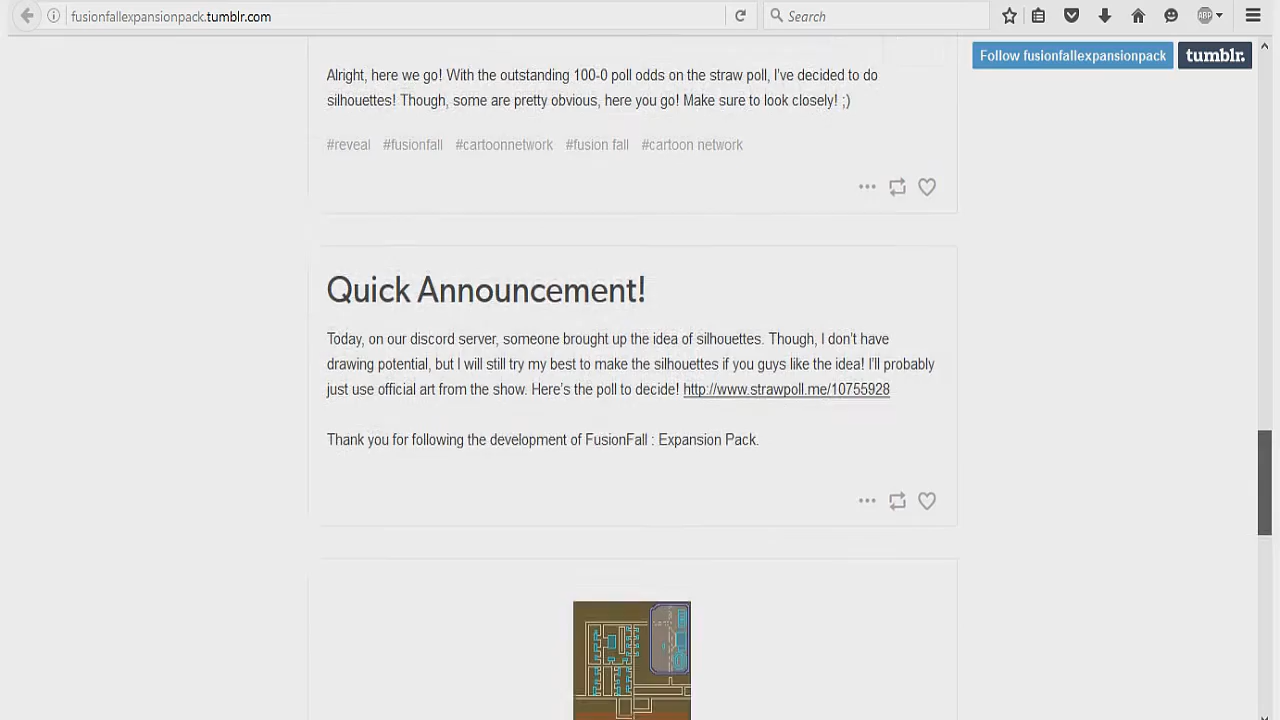 fusionfallexpansionpack.tumblr.com
Search
ABP
Follow fusionfallexpansionpack
tumblr.
Alright, here we go! With the outstanding 100-0 poll odds on the straw poll, I've decided to do
silhouettes! Though, some are pretty obvious, here you go! Make sure to look closely! ;)
#reveal #fusionfall #cartoonnetwork #fusion fall #cartoon network
Quick Announcement!
Today, on our discord server, someone brought up the idea of silhouettes. Though, I don't have
drawing potential, but I will still try my best to make the silhouettes if you guys like the idea! I'll probably
just use official art from the show. Here's the poll to decide! http://www.strawpoll.me/10755928
Thank you for following the development of FusionFall : Expansion Pack.